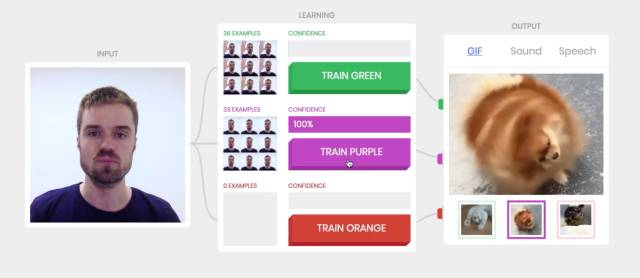 INPUT
LEARNING
36 EXAMPLES
CONFIDENCE
TRAIN GREEN
33 EXAMPLES
CONFIDENCE
100%
TRAIN PURPLE
0 EXAMPLES
CONFIDENCE
TRAIN ORANGE
OUTPUT
GIF Sound Speech